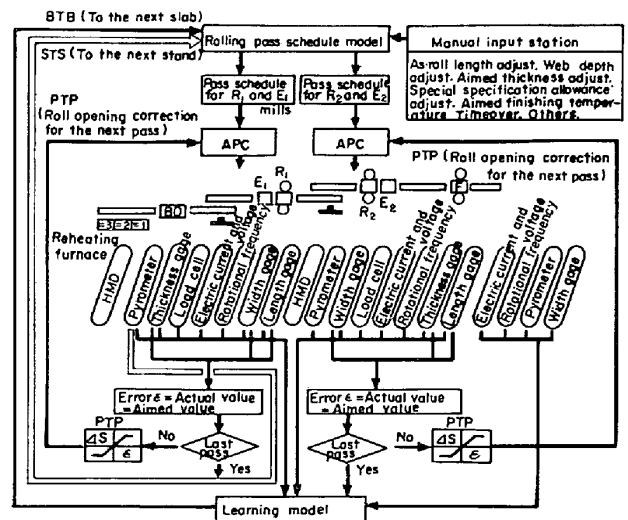 BTB (To the next slab)
STS (To the next stand)
Rolling pass schedule model
Manual input station
As-roll length adjust. Web depth
adjust. Aimed thickness adjust.
Special specification allowance
adjust. Aimed finishing temper-
ature Timeover. Others.
Pass schedule
for R1 and E1
mills
Pass schedule
for R2 and E2
PTP
(Roll opening correction
for the next pass)
APC
APC
PTP (Roll opening correction
for the next pass)
E1
R1
R2
E2
F
BD
=3=2=1
Reheating
furnace
HMD
Pyrometer
Thickness gage
Load cell
Electric current and
voltage
Rotational frequency
Width gage
Length gage
HMD
Pyrometer
Width gage
Load cell
Electric current and
voltage
Rotational frequency
Thickness gage
Length gage
Electric current and
voltage
Rotational frequency
Pyrometer
Width gage
Error ε = Actual value
= Aimed value
Error ε = Actual value
= Aimed value
PTP
ΔS
ε
No
Last
pass
Yes
Last
pass
No
Yes
PTP
ΔS
ε
Learning model